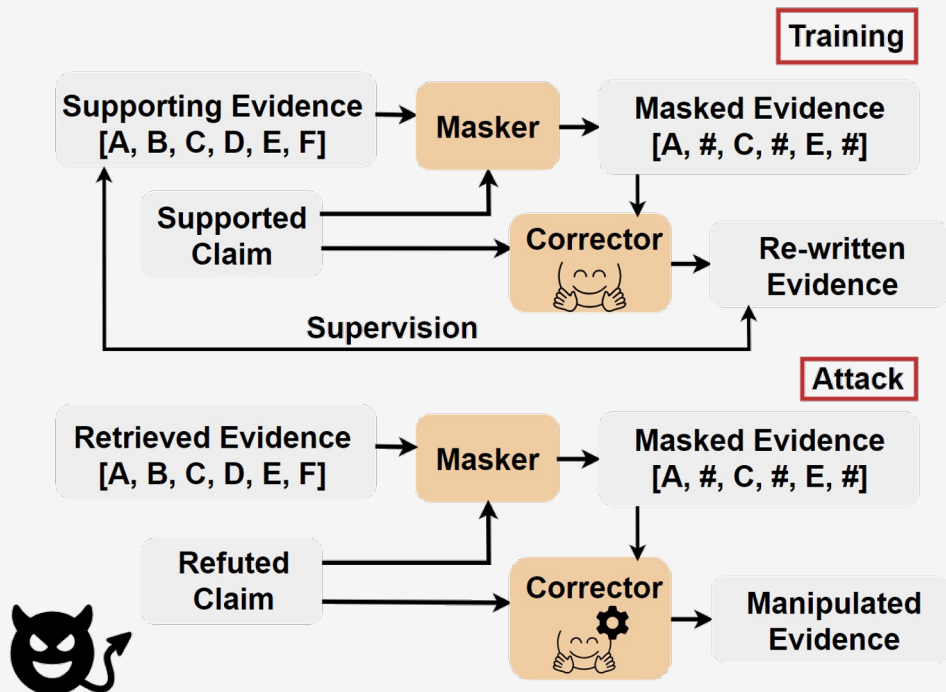 Training
Supporting Evidence
[A, B, C, D, E, F]
Masker
Masked Evidence
[A, #, C, #, E, #]
Supported
Claim
Corrector
Re-written
Evidence
Supervision
Attack
Retrieved Evidence
[A, B, C, D, E, F]
Masker
Masked Evidence
[A, #, C, #, E, #]
Refuted
Claim
Corrector
Manipulated
Evidence